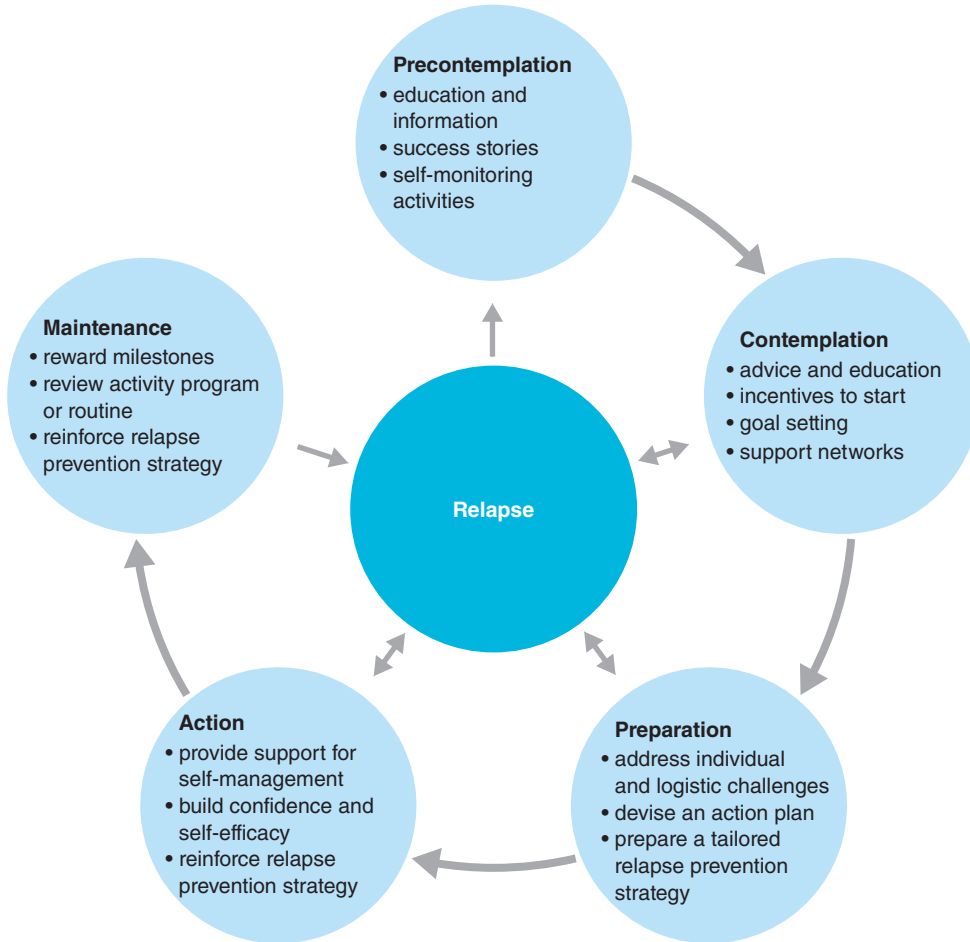 Precontemplation
• education and
information
• success stories
• self-monitoring
activities
Contemplation
• advice and education
• incentives to start
• goal setting
• support networks
Preparation
• address individual
and logistic challenges
• devise an action plan
• prepare a tailored
relapse prevention
strategy
Action
• provide support for
self-management
• build confidence and
self-efficacy
• reinforce relapse
prevention strategy
Maintenance
• reward milestones
• review activity program
or routine
• reinforce relapse
prevention strategy
Relapse